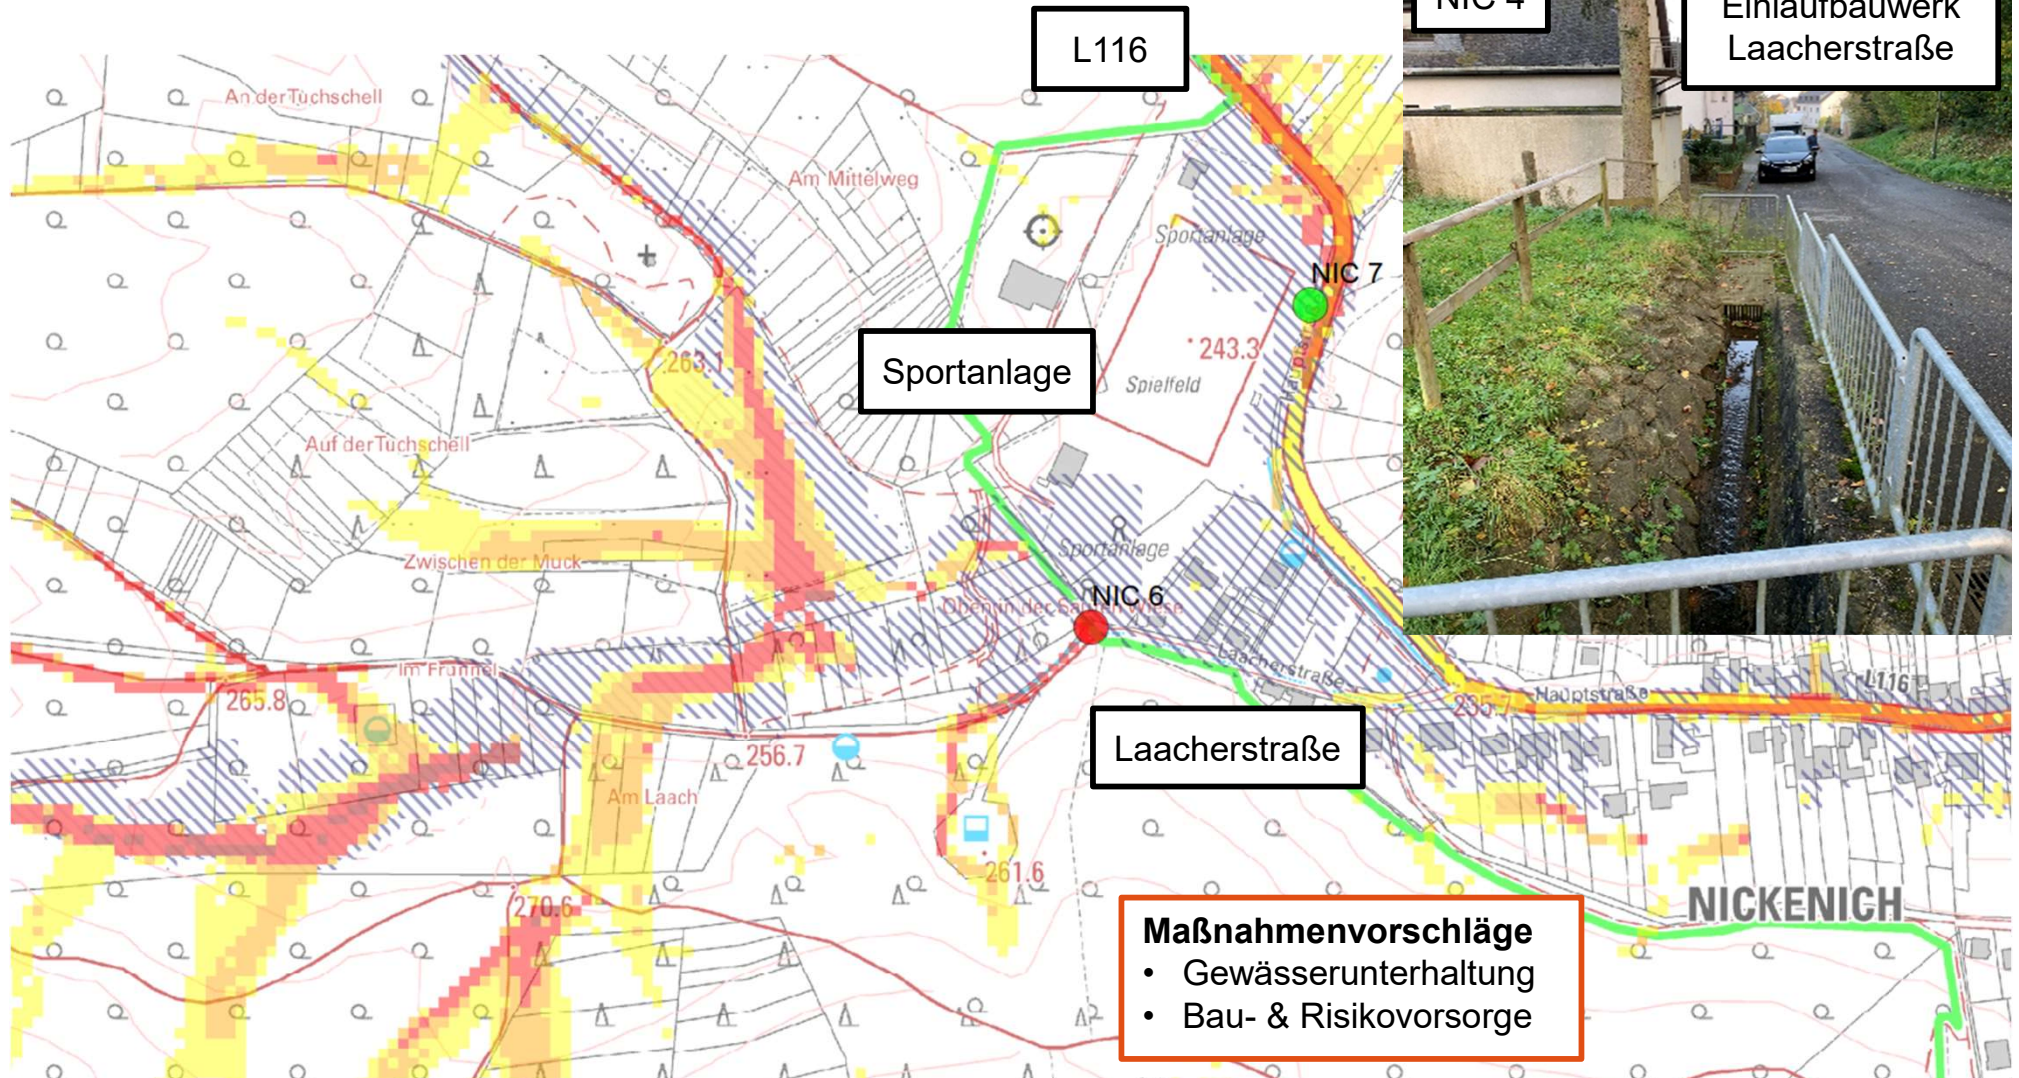 NIC 4
Einlaufbauwerk
Laacherstraße
L116
An der Tuchschell
Am Mittelweg
Sportanlage
NIC 7
243.3
Sportanlage
263.1
Spielfeld
Auf der Tuchschell
Zwischen der Muck
Sportanlage
NIC 6
Im Frunnel
Laacherstraße
265.8
Hauptstraße
L116
235.7
256.7
Laacherstraße
Am Laach
261.6
270.6
NICKENICH
Maßnahmenvorschläge
• Gewässerunterhaltung
• Bau- & Risikovorsorge